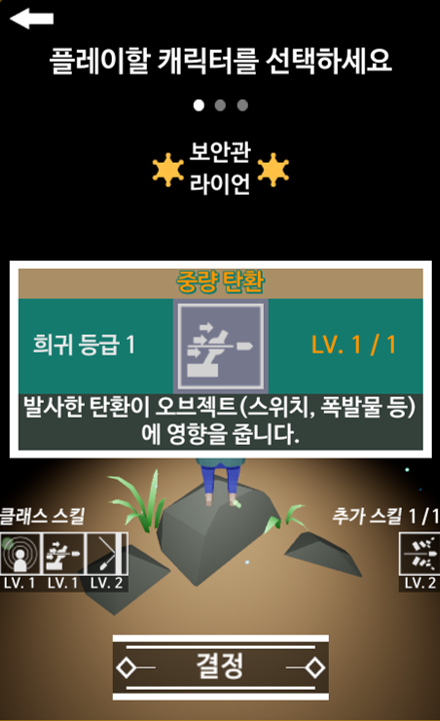 플레이할 캐릭터를 선택하세요
보안관
라이언
중량 탄환
희귀 등급 1
LV. 1 / 1
발사한 탄환이 오브젝트(스위치, 폭발물 등)
에 영향을 줍니다.
클래스 스킬
추가 스킬 1 / 1
LV. 1
LV. 1
LV. 2
LV. 2
결정